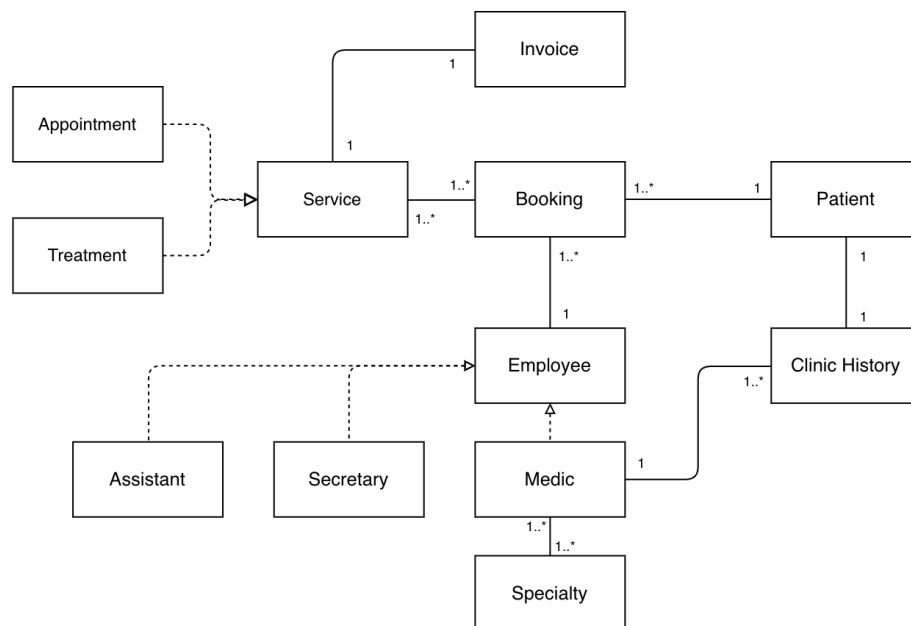 Invoice
1
Appointment
1
Service
1..*
1..*
Booking
1..*
1
Patient
Treatment
1..*
1
1
1
Employee
Clinic History
1..*
Assistant
Secretary
Medic
1
1..*
1..*
Specialty